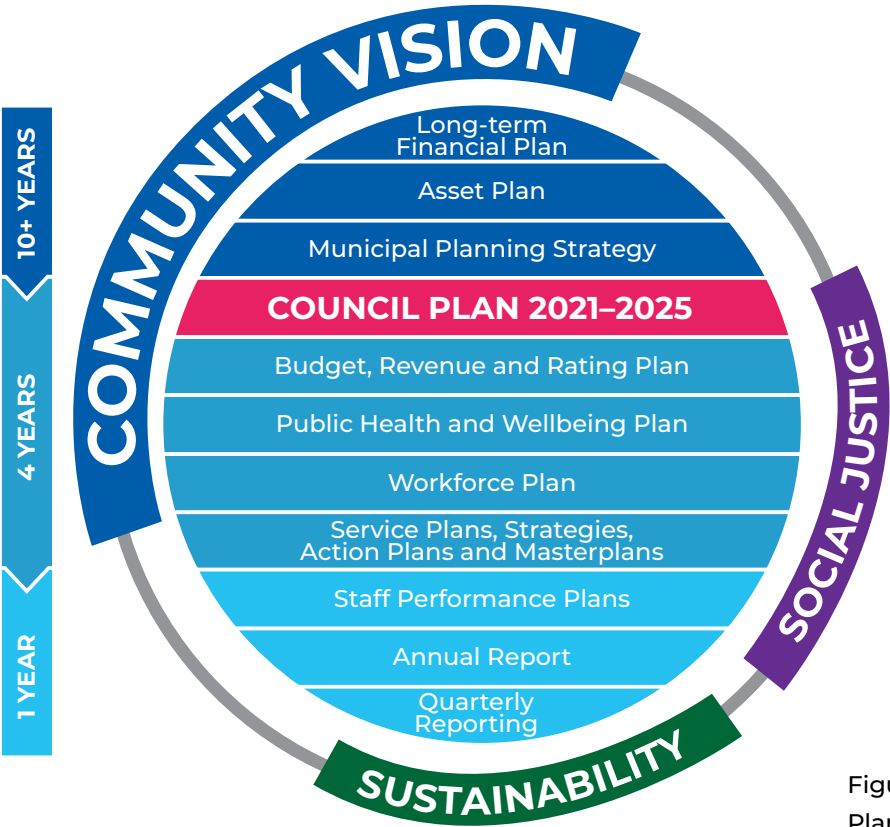 COMMUNITY VISION
10+ YEARS
4 YEARS
1 YEAR
Long-term
Financial Plan
Asset Plan
Municipal Planning Strategy
COUNCIL PLAN 2021–2025
Budget, Revenue and Rating Plan
Public Health and Wellbeing Plan
Workforce Plan
Service Plans, Strategies,
Action Plans and Masterplans
Staff Performance Plans
Annual Report
Quarterly
Reporting
SOCIAL JUSTICE
SUSTAINABILITY